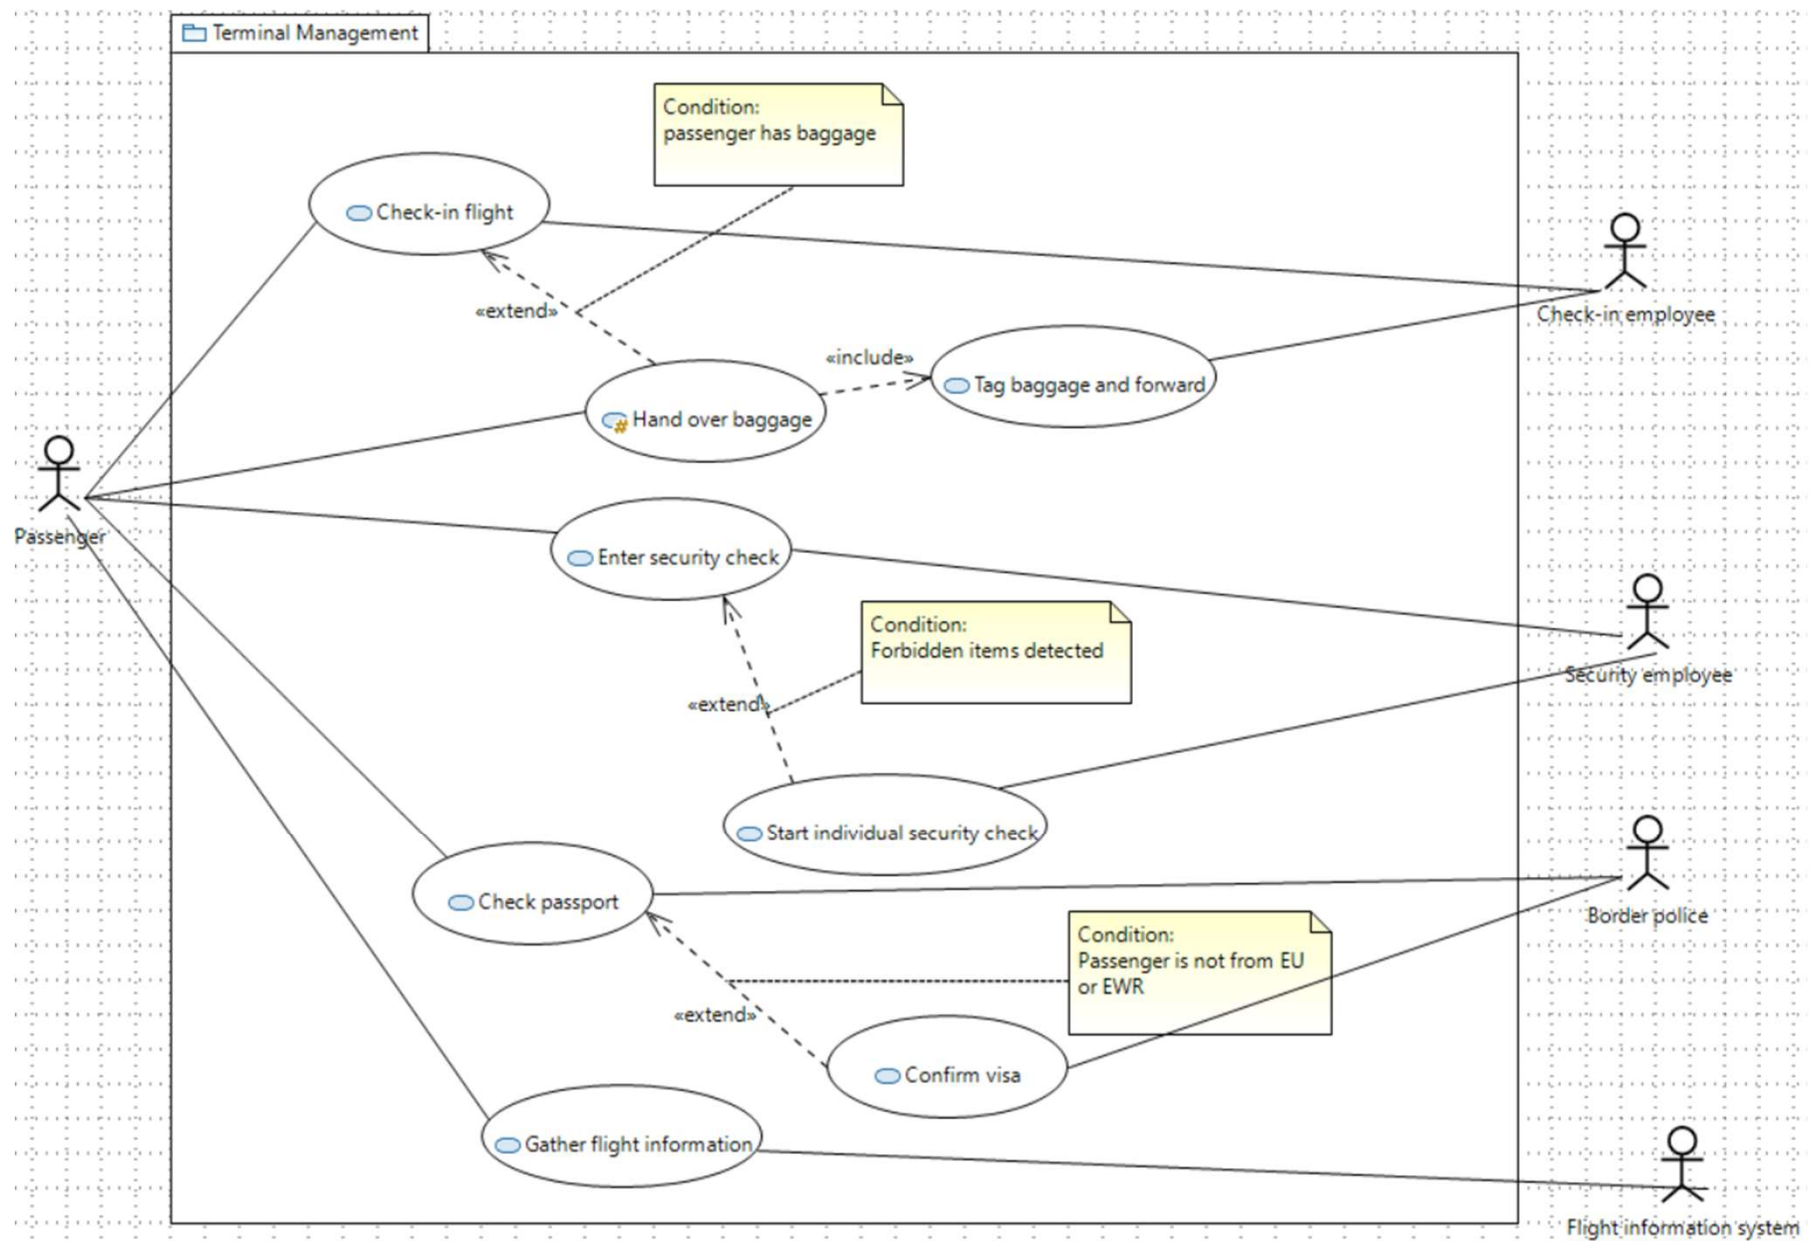 Terminal Management
Condition:
passenger has baggage
Check-in flight
«extend»
Check-in employee
«include»
Tag baggage and forward
Hand over baggage
Passenger
Enter security check
Condition:
Forbidden items detected
Security employee
«extend»
Start individual security check
Check passport
Border police
Condition:
Passenger is not from EU
or EWR
«extend»
Confirm visa
Gather flight information
Flight information system